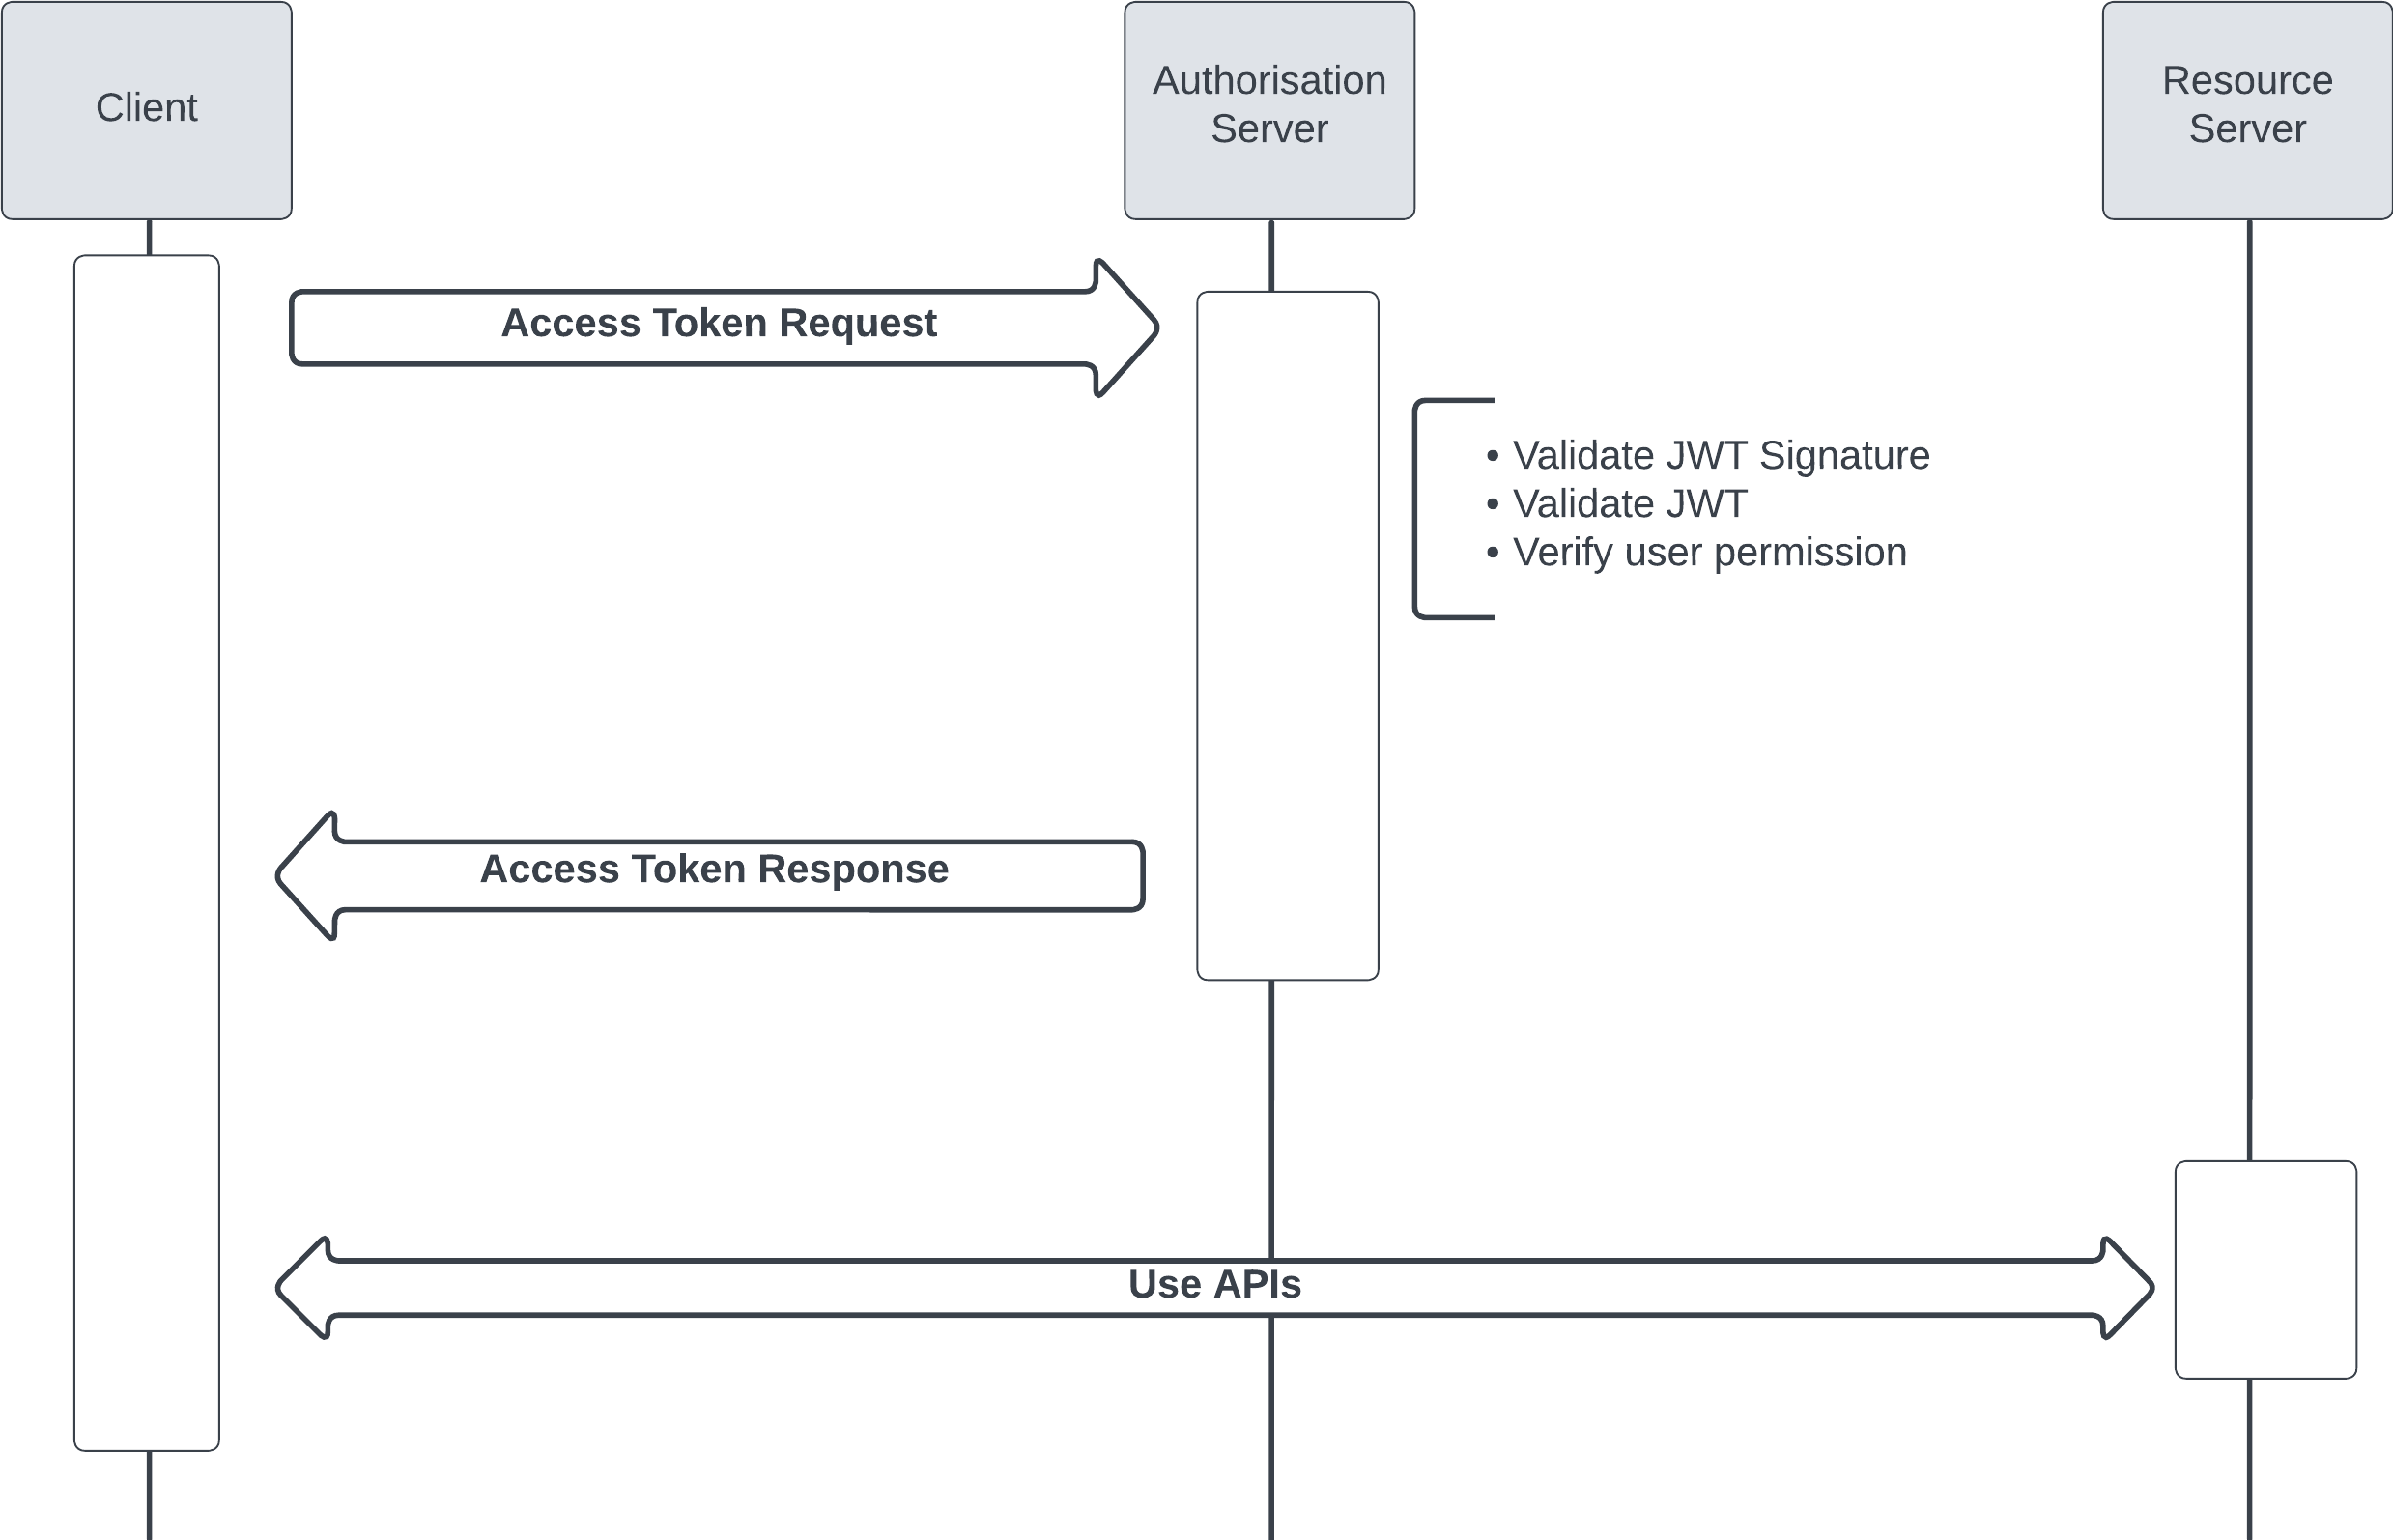 Client
Authorisation
Server
Resource
Server
Access Token Request
• Validate JWT Signature
• Validate JWT
• Verify user permission
Access Token Response
Use APIs